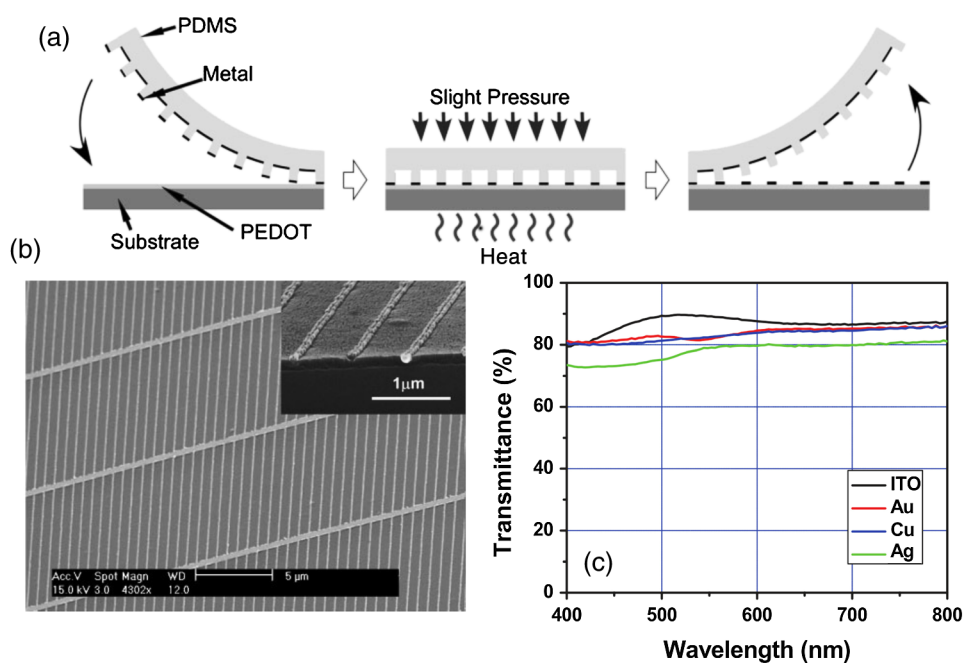 (a)
PDMS
Metal
Substrate
PEDOT
Slight Pressure
Heat
(b)
1μm
Acc.V Spot Magn WD 5 μm
15.0 kV 3.0 4302x 12.0
(c)
Transmittance (%)
100
80
60
40
20
0
400 500 600 700 800
Wavelength (nm)
ITO
Au
Cu
Ag